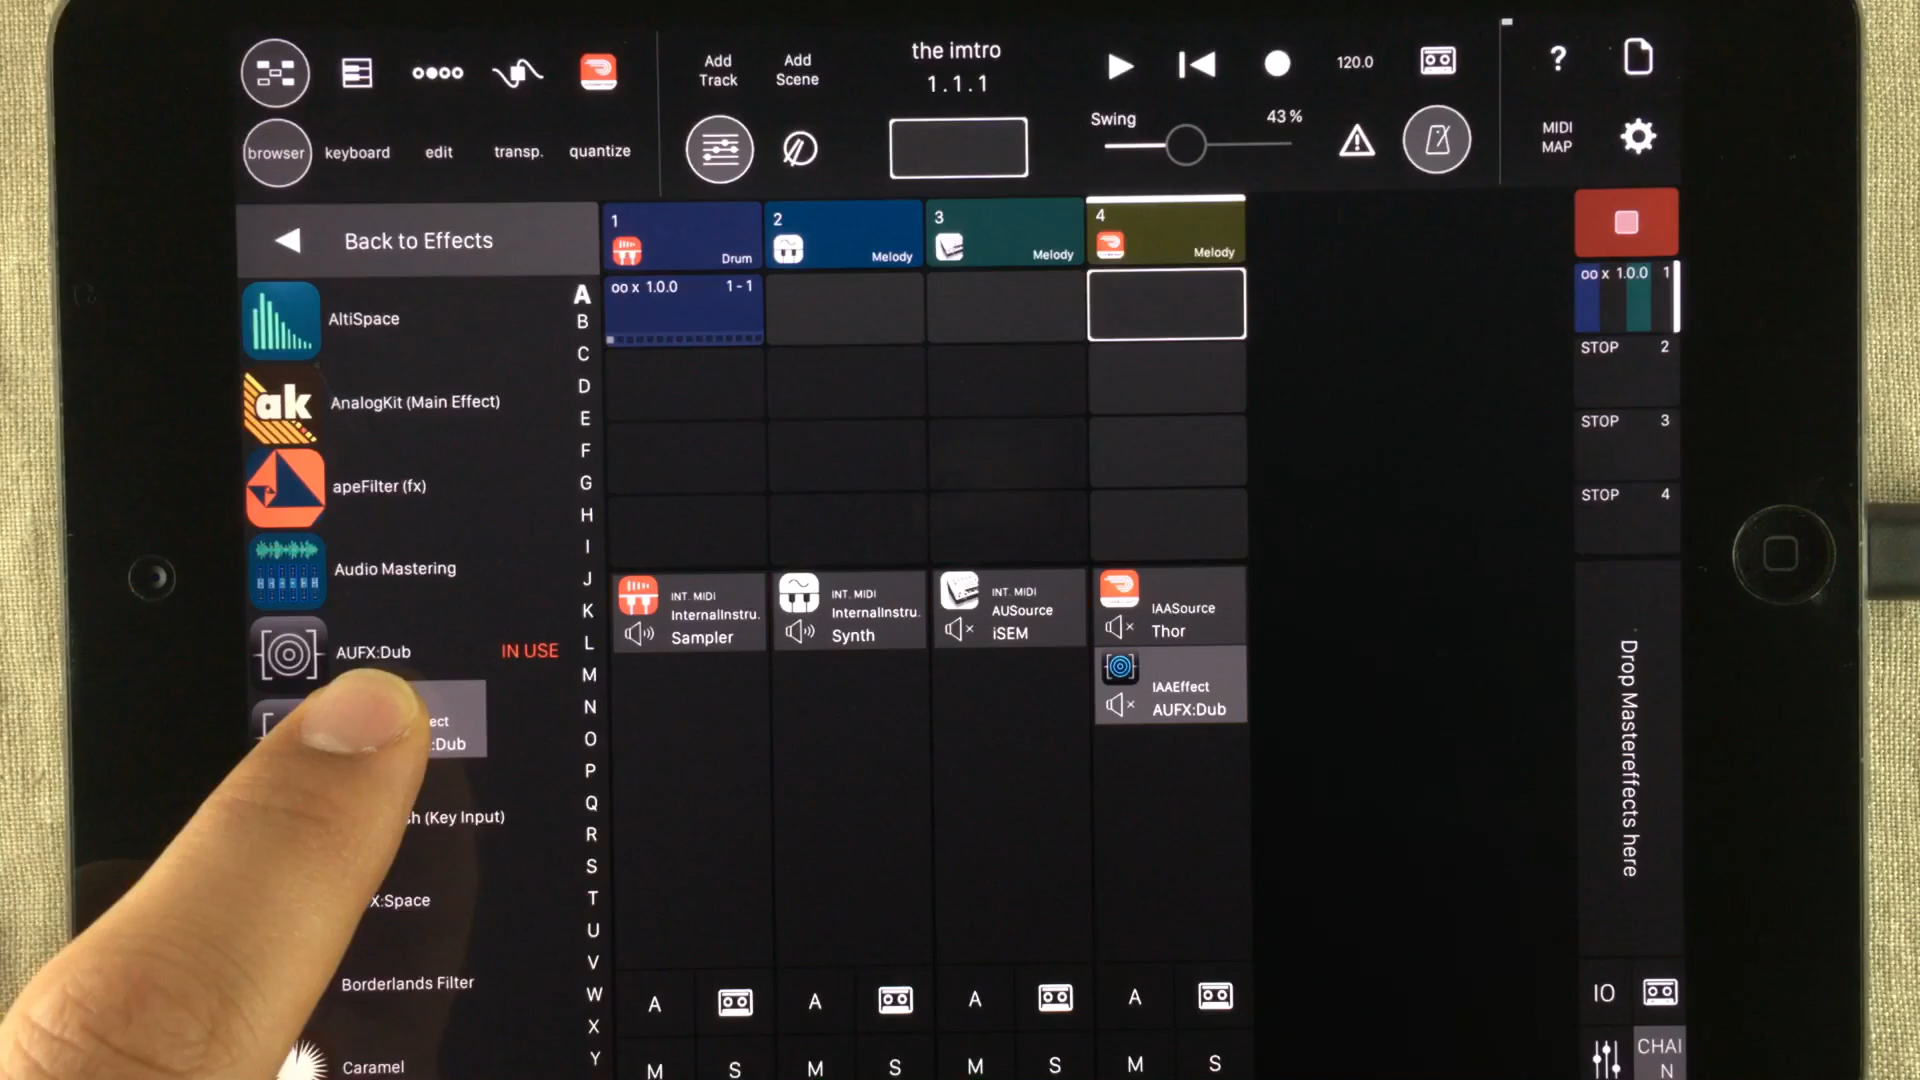 Add Track
Add Scene
the imtro
1.1.1
120.0
?
Swing
43 %
MIDI MAP
browser
keyboard
edit
transp.
quantize
Back to Effects
1
Drum
2
Melody
3
Melody
4
Melody
oo x 1.0.0
1 - 1
oo x 1.0.0
1
STOP
2
STOP
3
STOP
4
AltiSpace
ak
AnalogKit (Main Effect)
apeFilter (fx)
Audio Mastering
AUFX:Dub
IN USE
ect
:Dub
(Key Input)
X:Space
Borderlands Filter
Caramel
A
B
C
D
E
F
G
H
I
J
K
L
M
N
O
P
Q
R
S
T
U
V
W
X
Y
INT. MIDI
InternalInstru.
Sampler
INT. MIDI
InternalInstru.
Synth
INT. MIDI
AUSource
iSEM
IAASource
Thor
IAAEffect
AUFX:Dub
Drop Mastereffects here
A
A
A
A
IO
M
S
M
S
M
S
M
S
CHAI
N